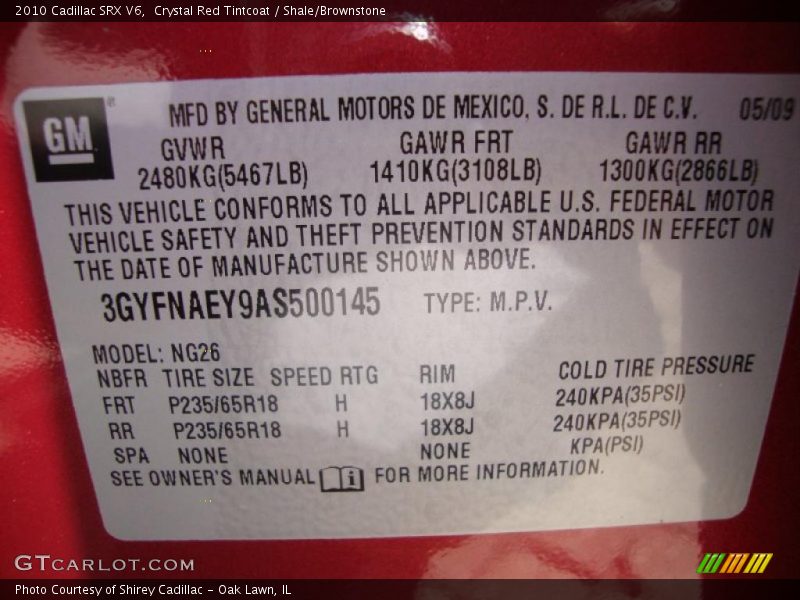 2010 Cadillac SRX V6,  Crystal Red Tintcoat / Shale/Brownstone
GM ®
MFD BY GENERAL MOTORS DE MEXICO, S. DE R.L. DE C.V. 05/09
GVWR GAWR FRT GAWR RR
2480KG(5467LB) 1410KG(3108LB) 1300KG(2866LB)
THIS VEHICLE CONFORMS TO ALL APPLICABLE U.S. FEDERAL MOTOR
VEHICLE SAFETY AND THEFT PREVENTION STANDARDS IN EFFECT ON
THE DATE OF MANUFACTURE SHOWN ABOVE.
3GYFNAEY9AS500145 TYPE: M.P.V.
MODEL: NG26
NBFR TIRE SIZE SPEED RTG RIM COLD TIRE PRESSURE
FRT P235/65R18 H 18X8J 240KPA(35PSI)
RR P235/65R18 H 18X8J 240KPA(35PSI)
SPA NONE NONE KPA(PSI)
SEE OWNER'S MANUAL i FOR MORE INFORMATION.
GTCARLOT.COM
Photo Courtesy of Shirey Cadillac - Oak Lawn, IL